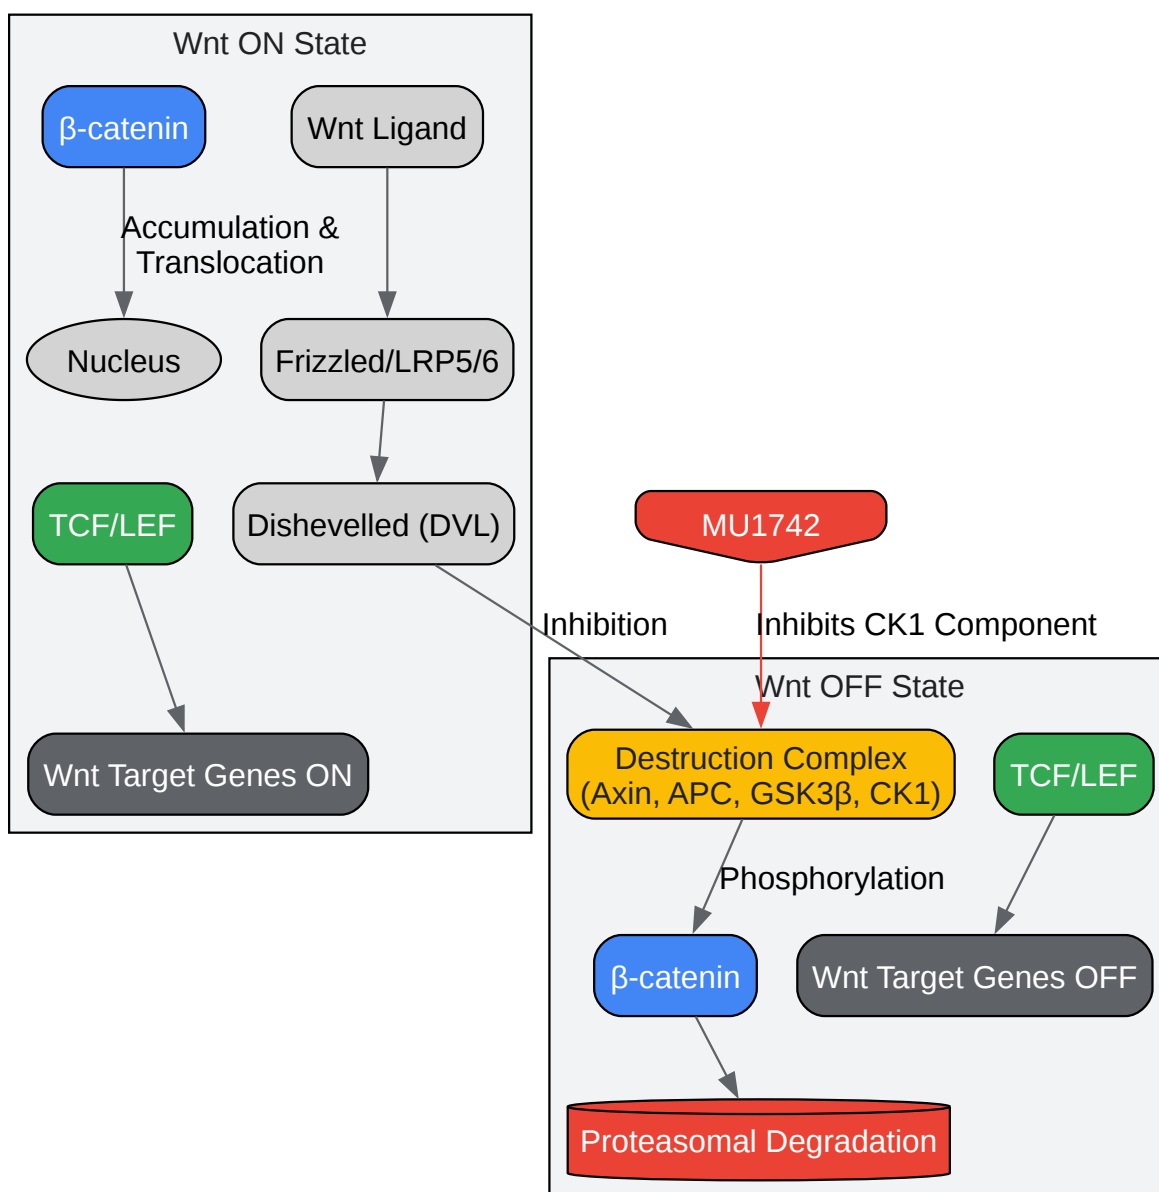 Wnt ON State
β-catenin
Wnt Ligand
Accumulation &
Translocation
Nucleus
Frizzled/LRP5/6
TCF/LEF
Dishevelled (DVL)
MU1742
Inhibition
Inhibits CK1 Component
Wnt OFF State
Wnt Target Genes ON
Destruction Complex
(Axin, APC, GSK3β, CK1)
TCF/LEF
Phosphorylation
β-catenin
Wnt Target Genes OFF
Proteasomal Degradation